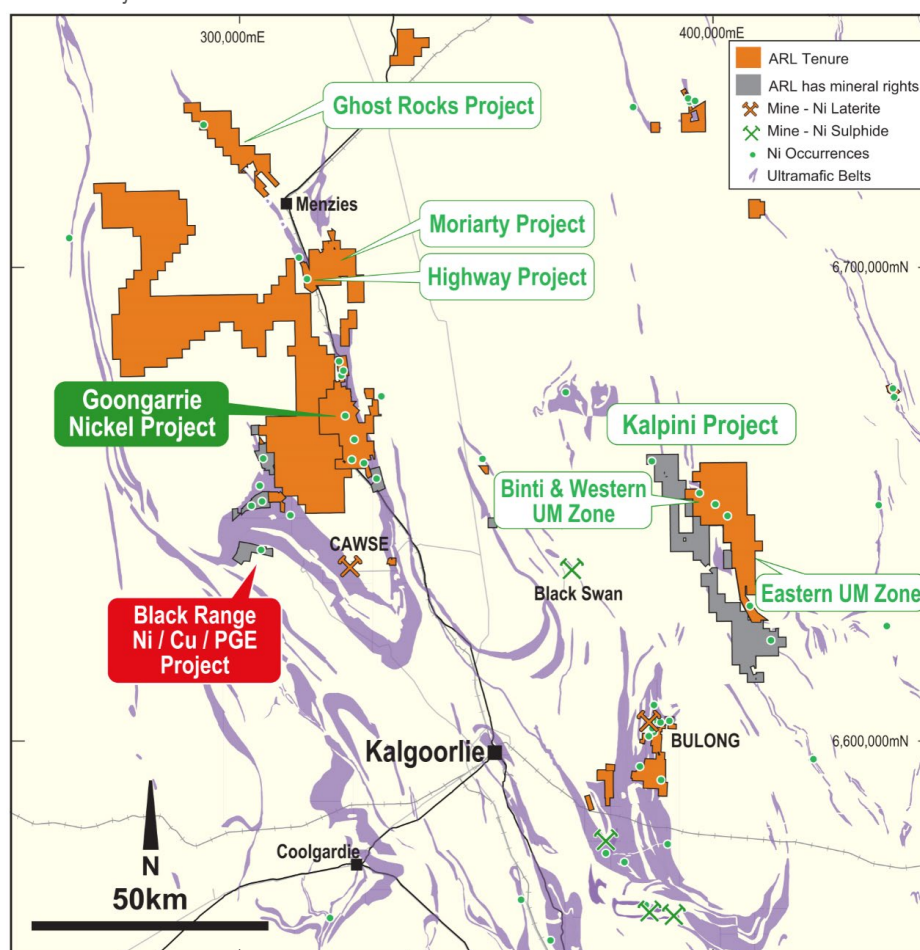 300,000mE
400,000mE
ARL Tenure
ARL has mineral rights
Mine - Ni Laterite
Mine - Ni Sulphide
Ni Occurrences
Ultramafic Belts
Ghost Rocks Project
Menzies
Moriarty Project
Highway Project
6,700,000mN
Goongarrie
Nickel Project
Kalpini Project
Binti & Western
UM Zone
CAWSE
Black Swan
Eastern UM Zone
Black Range
Ni / Cu / PGE
Project
BULONG
Kalgoorlie
6,600,000mN
Coolgardie
N
50km